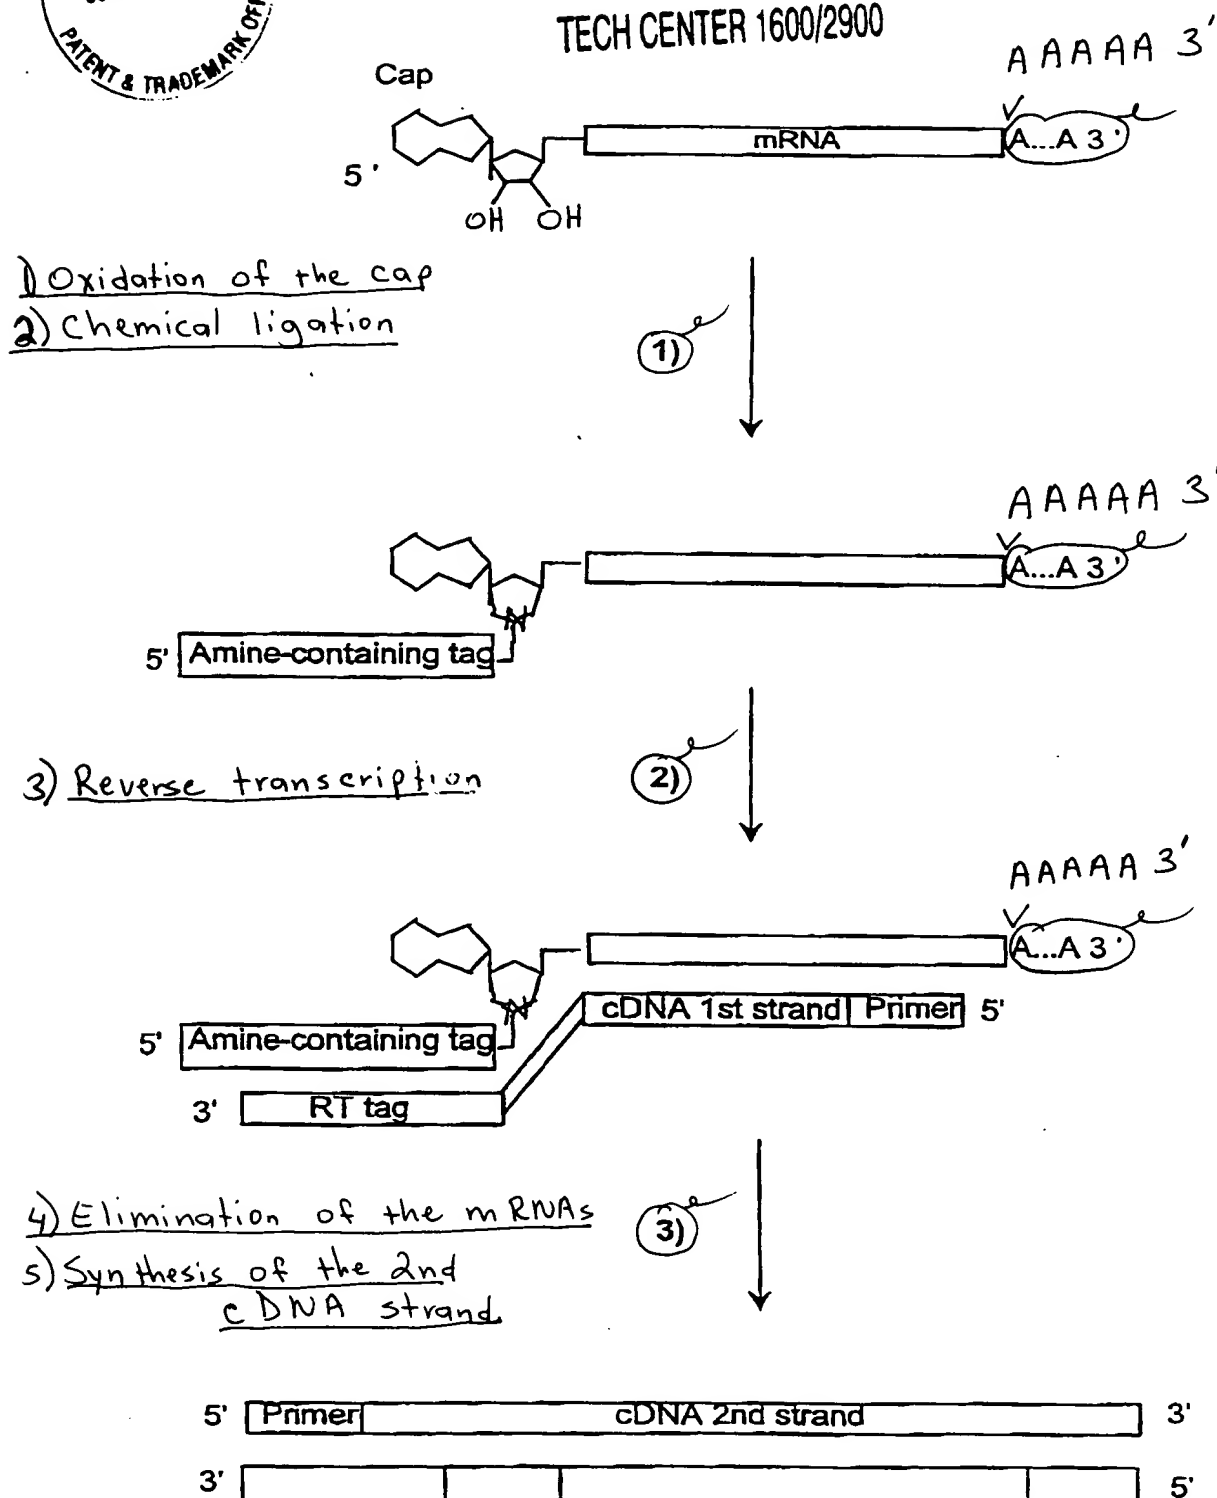 PATENT & TRADEMARK
TECH CENTER 1600/2900
A A A A A 3'
Cap
mRNA
A...A 3'
5'
OH OH
1) Oxidation of the cap
2) Chemical ligation
1)
A A A A A 3'
A...A 3'
5' Amine-containing tag
3) Reverse transcription
2)
A A A A A 3'
A...A 3'
cDNA 1st strand Primer 5'
5' Amine-containing tag
3' RT tag
4) Elimination of the mRNAs
3)
5) Synthesis of the 2nd
cDNA strand
5' Primer cDNA 2nd strand 3'
3' 5'